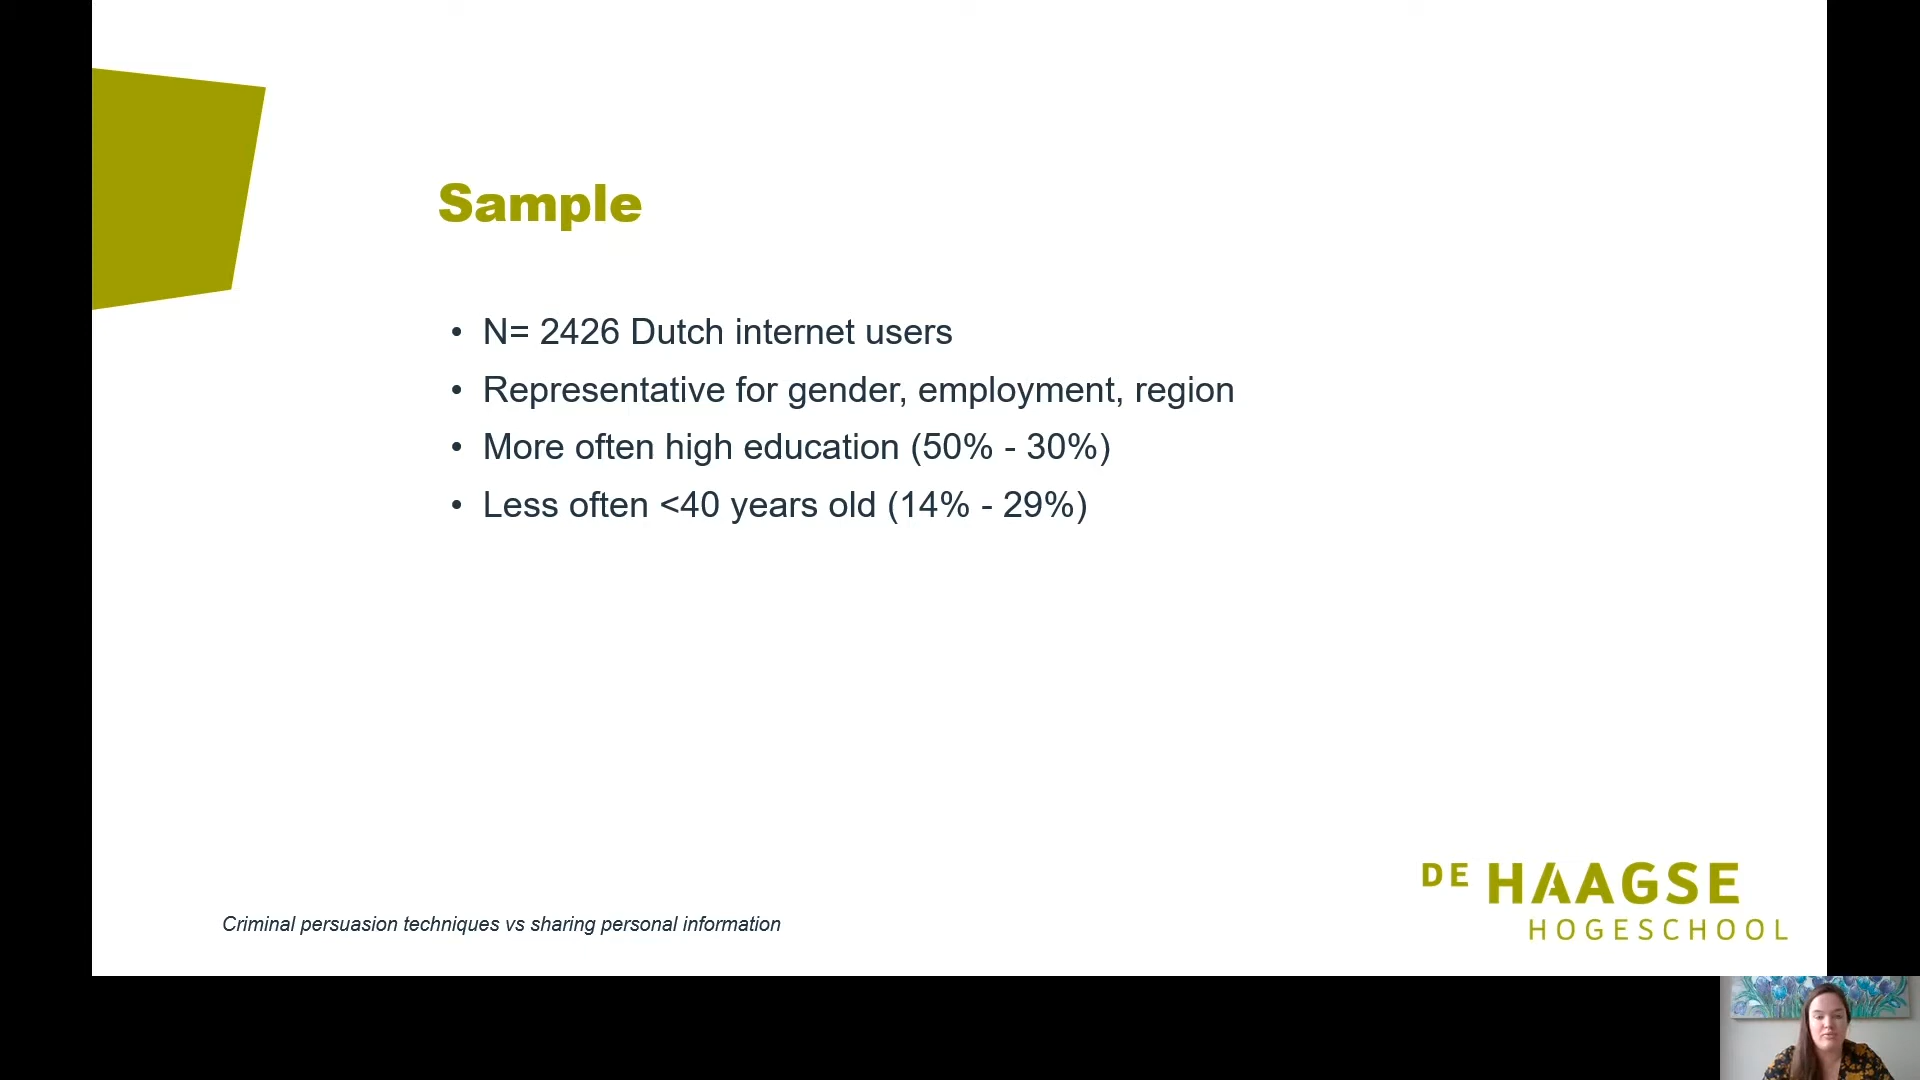 Sample
• N= 2426 Dutch internet users
• Representative for gender, employment, region
• More often high education (50% - 30%)
• Less often <40 years old (14% - 29%)
Criminal persuasion techniques vs sharing personal information
DE HAAGSE
HOGESCHOOL